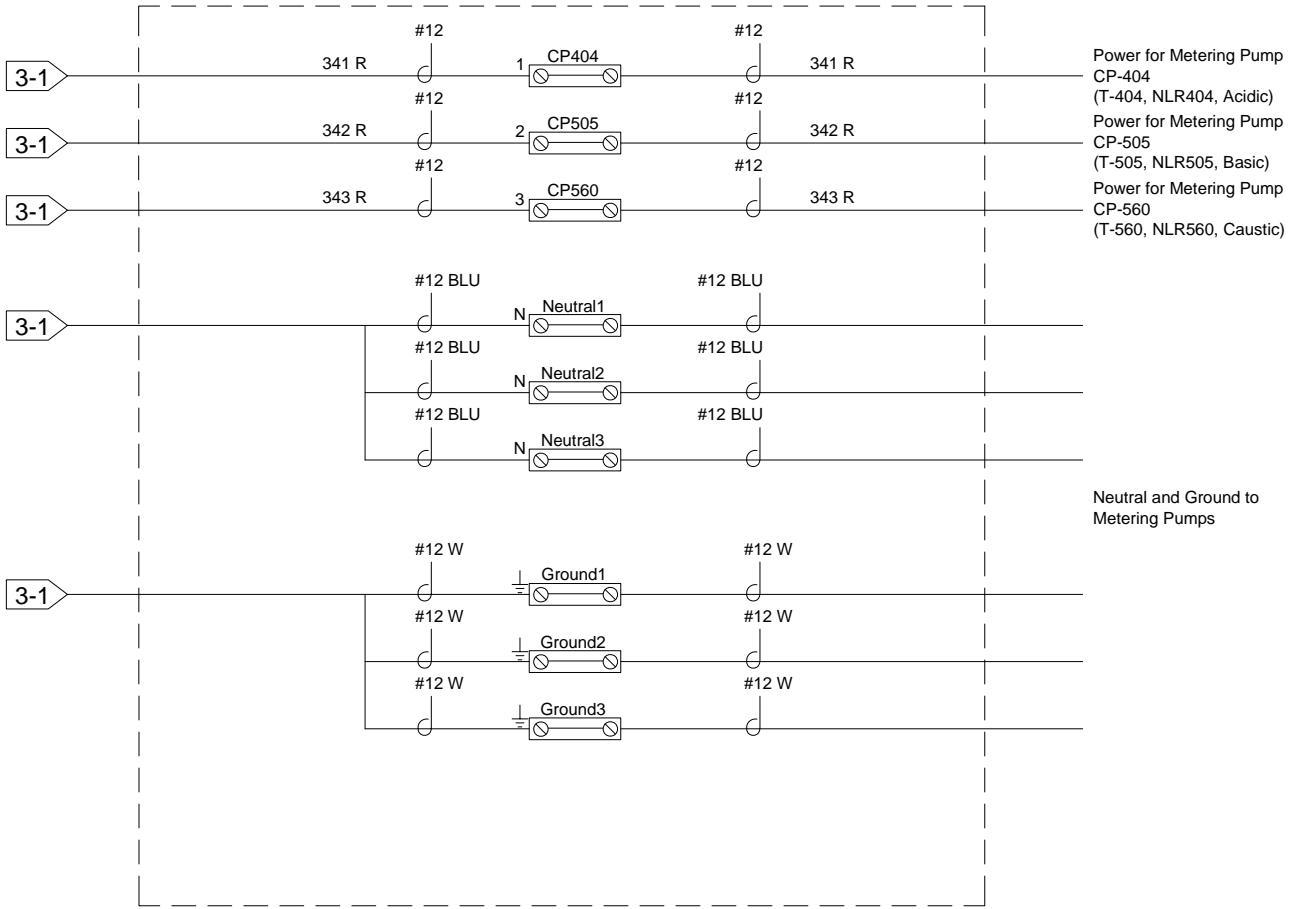 #12 #12
3-1 341 R 1 CP404 341 R Power for Metering Pump
CP-404
(T-404, NLR404, Acidic)
#12 #12
3-1 342 R 2 CP505 342 R Power for Metering Pump
CP-505
(T-505, NLR505, Basic)
#12 #12
3-1 343 R 3 CP560 343 R Power for Metering Pump
CP-560
(T-560, NLR560, Caustic)
#12 BLU #12 BLU
3-1 N Neutral1
#12 BLU #12 BLU
N Neutral2
#12 BLU #12 BLU
N Neutral3
Neutral and Ground to
Metering Pumps
#12 W #12 W
3-1 Ground1
#12 W #12 W
Ground2
#12 W #12 W
Ground3